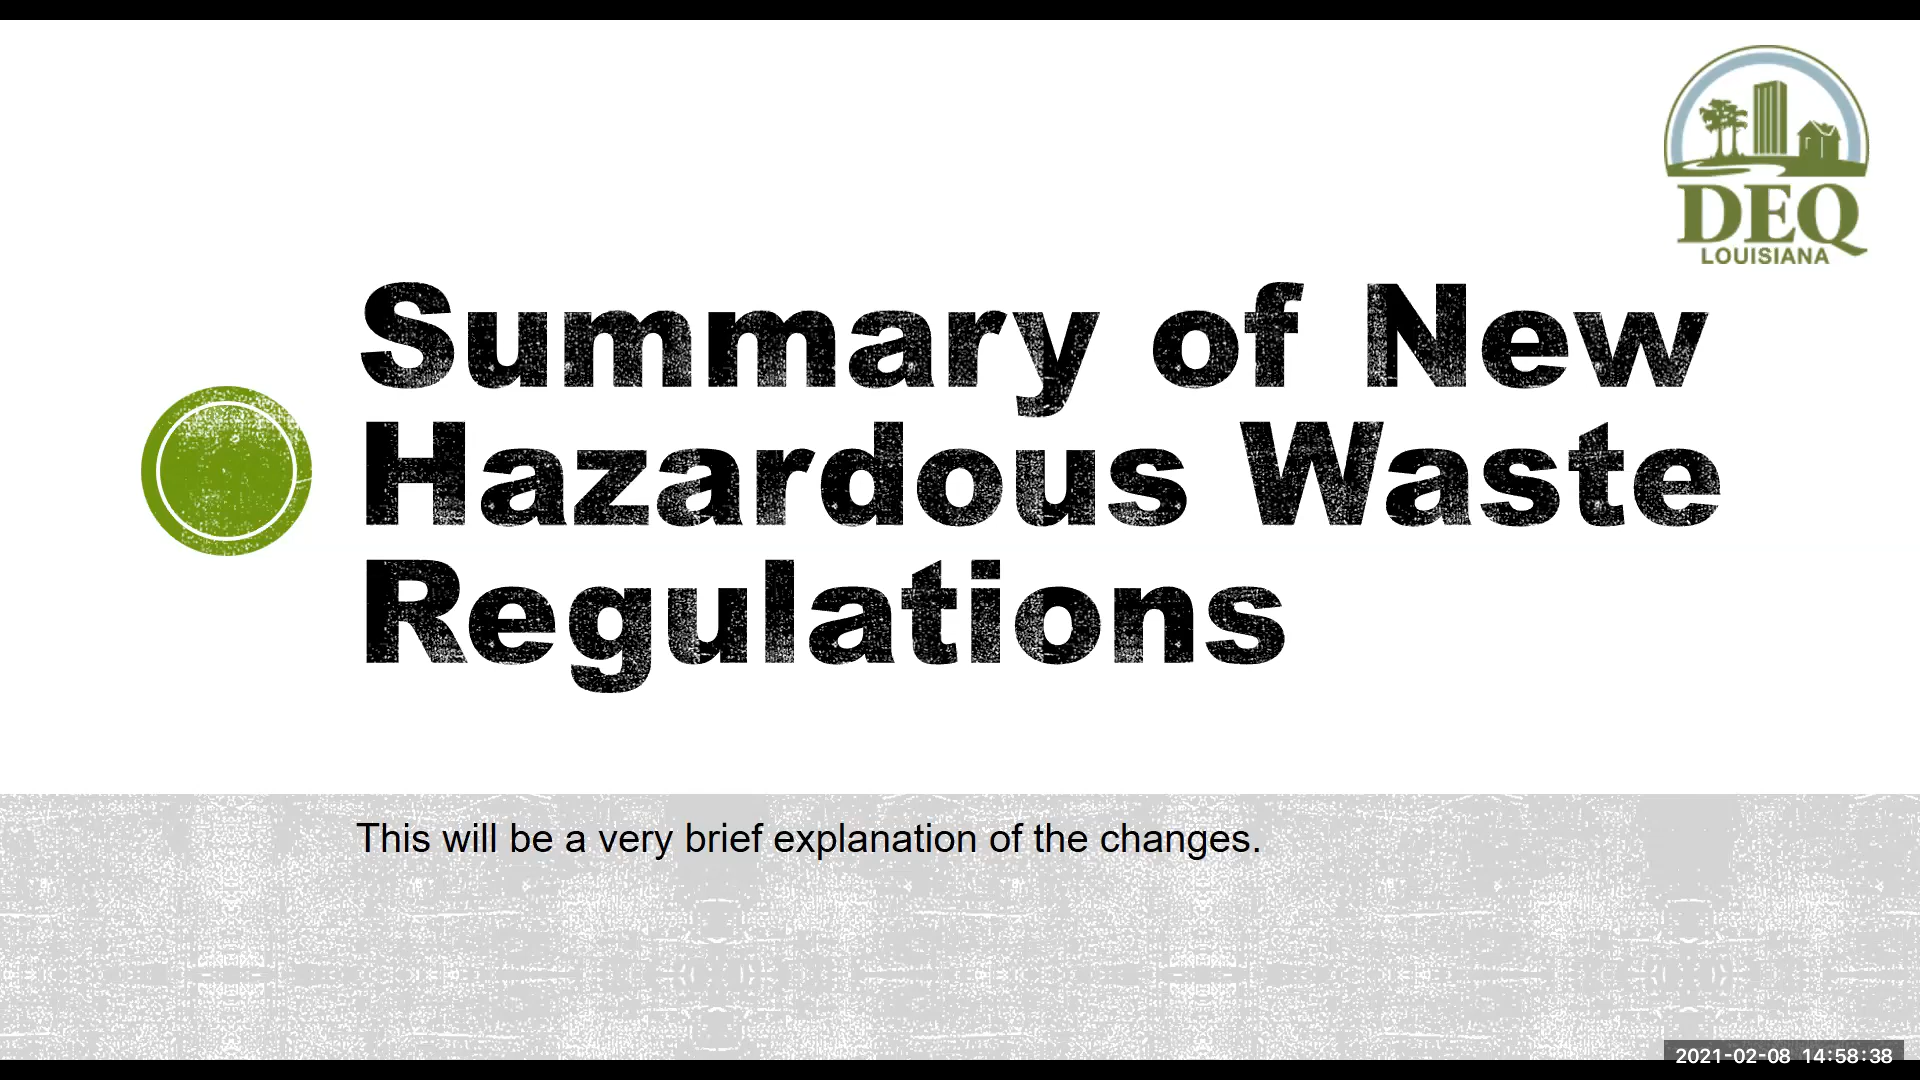 DEQ
LOUISIANA
Summary of New
Hazardous Waste
Regulations
This will be a very brief explanation of the changes.
2021-02-08 14:58:38